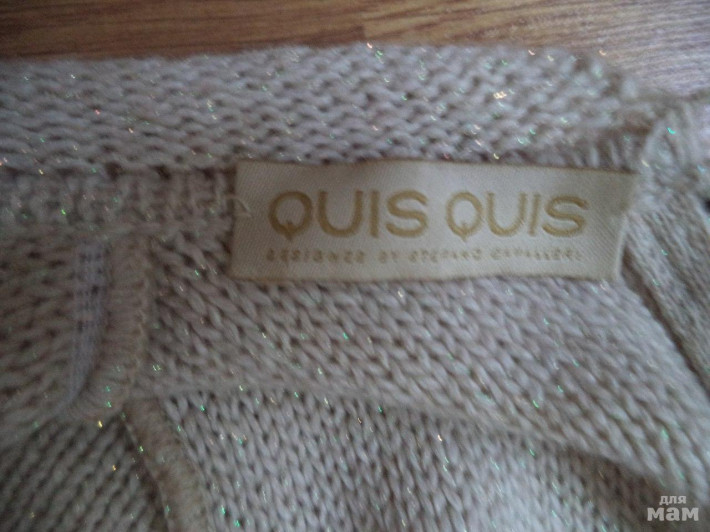 QUIS QUIS
DESIGNED BY STEFANO CAVALLERI
для
мам